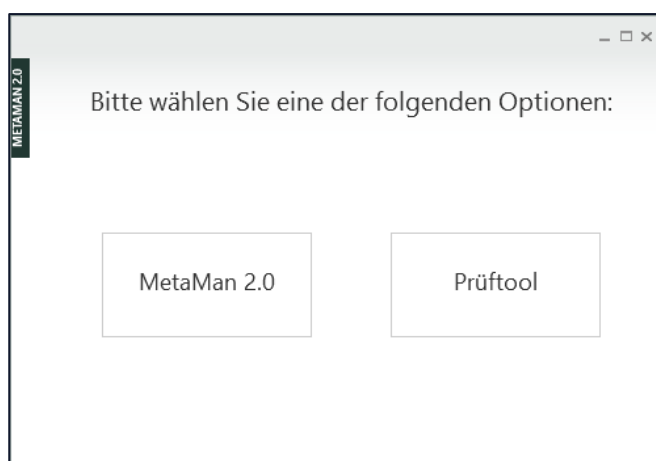 METAMAN 2.0
Bitte wählen Sie eine der folgenden Optionen:
MetaMan 2.0
Prüftool